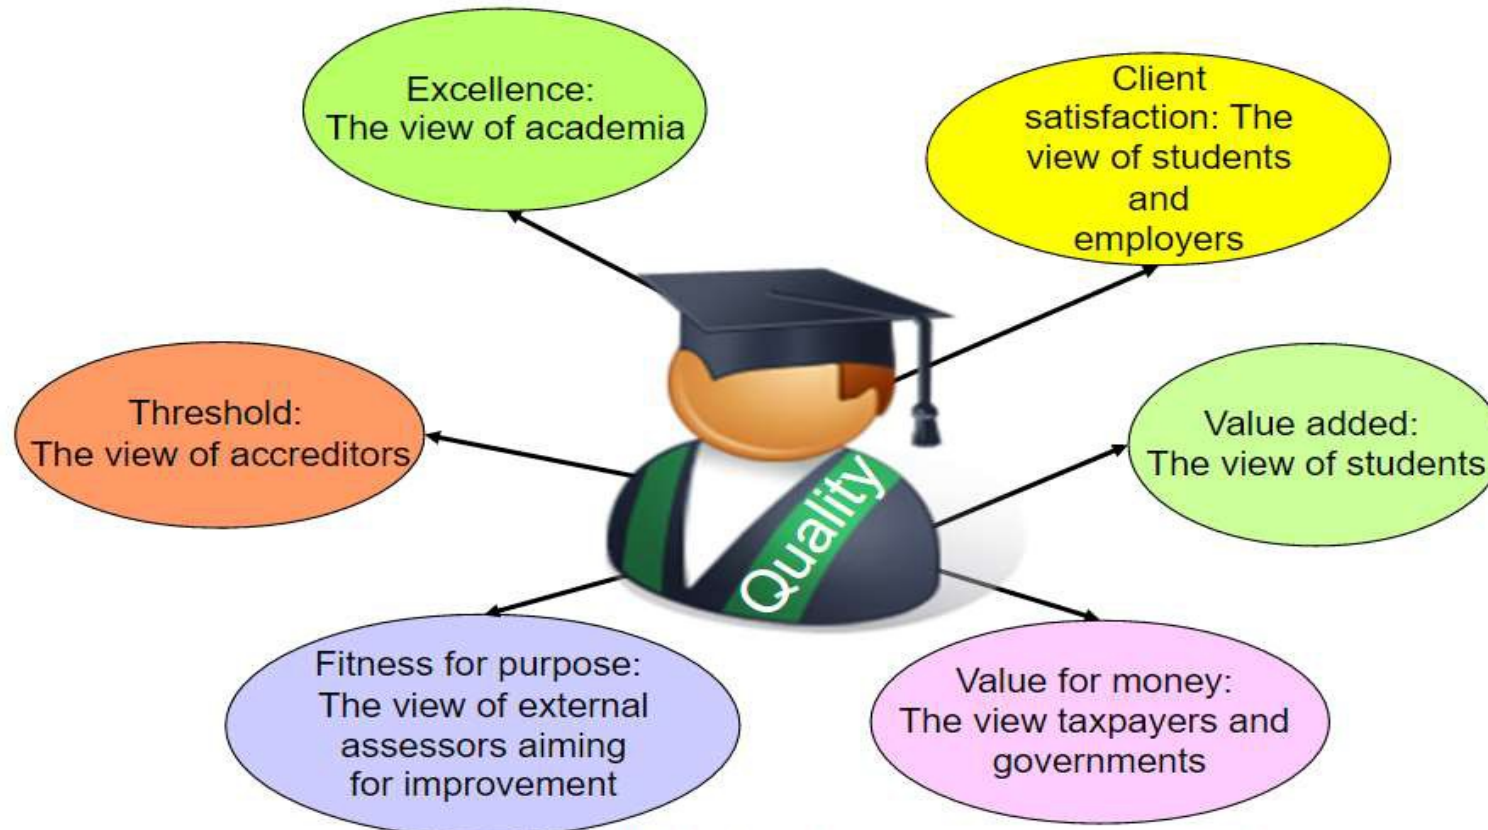 Excellence:
The view of academia
Client
satisfaction: The
view of students
and
employers
Threshold:
The view of accreditors
Value added:
The view of students
Quality
Fitness for purpose:
The view of external
assessors aiming
for improvement
Value for money:
The view taxpayers and
governments